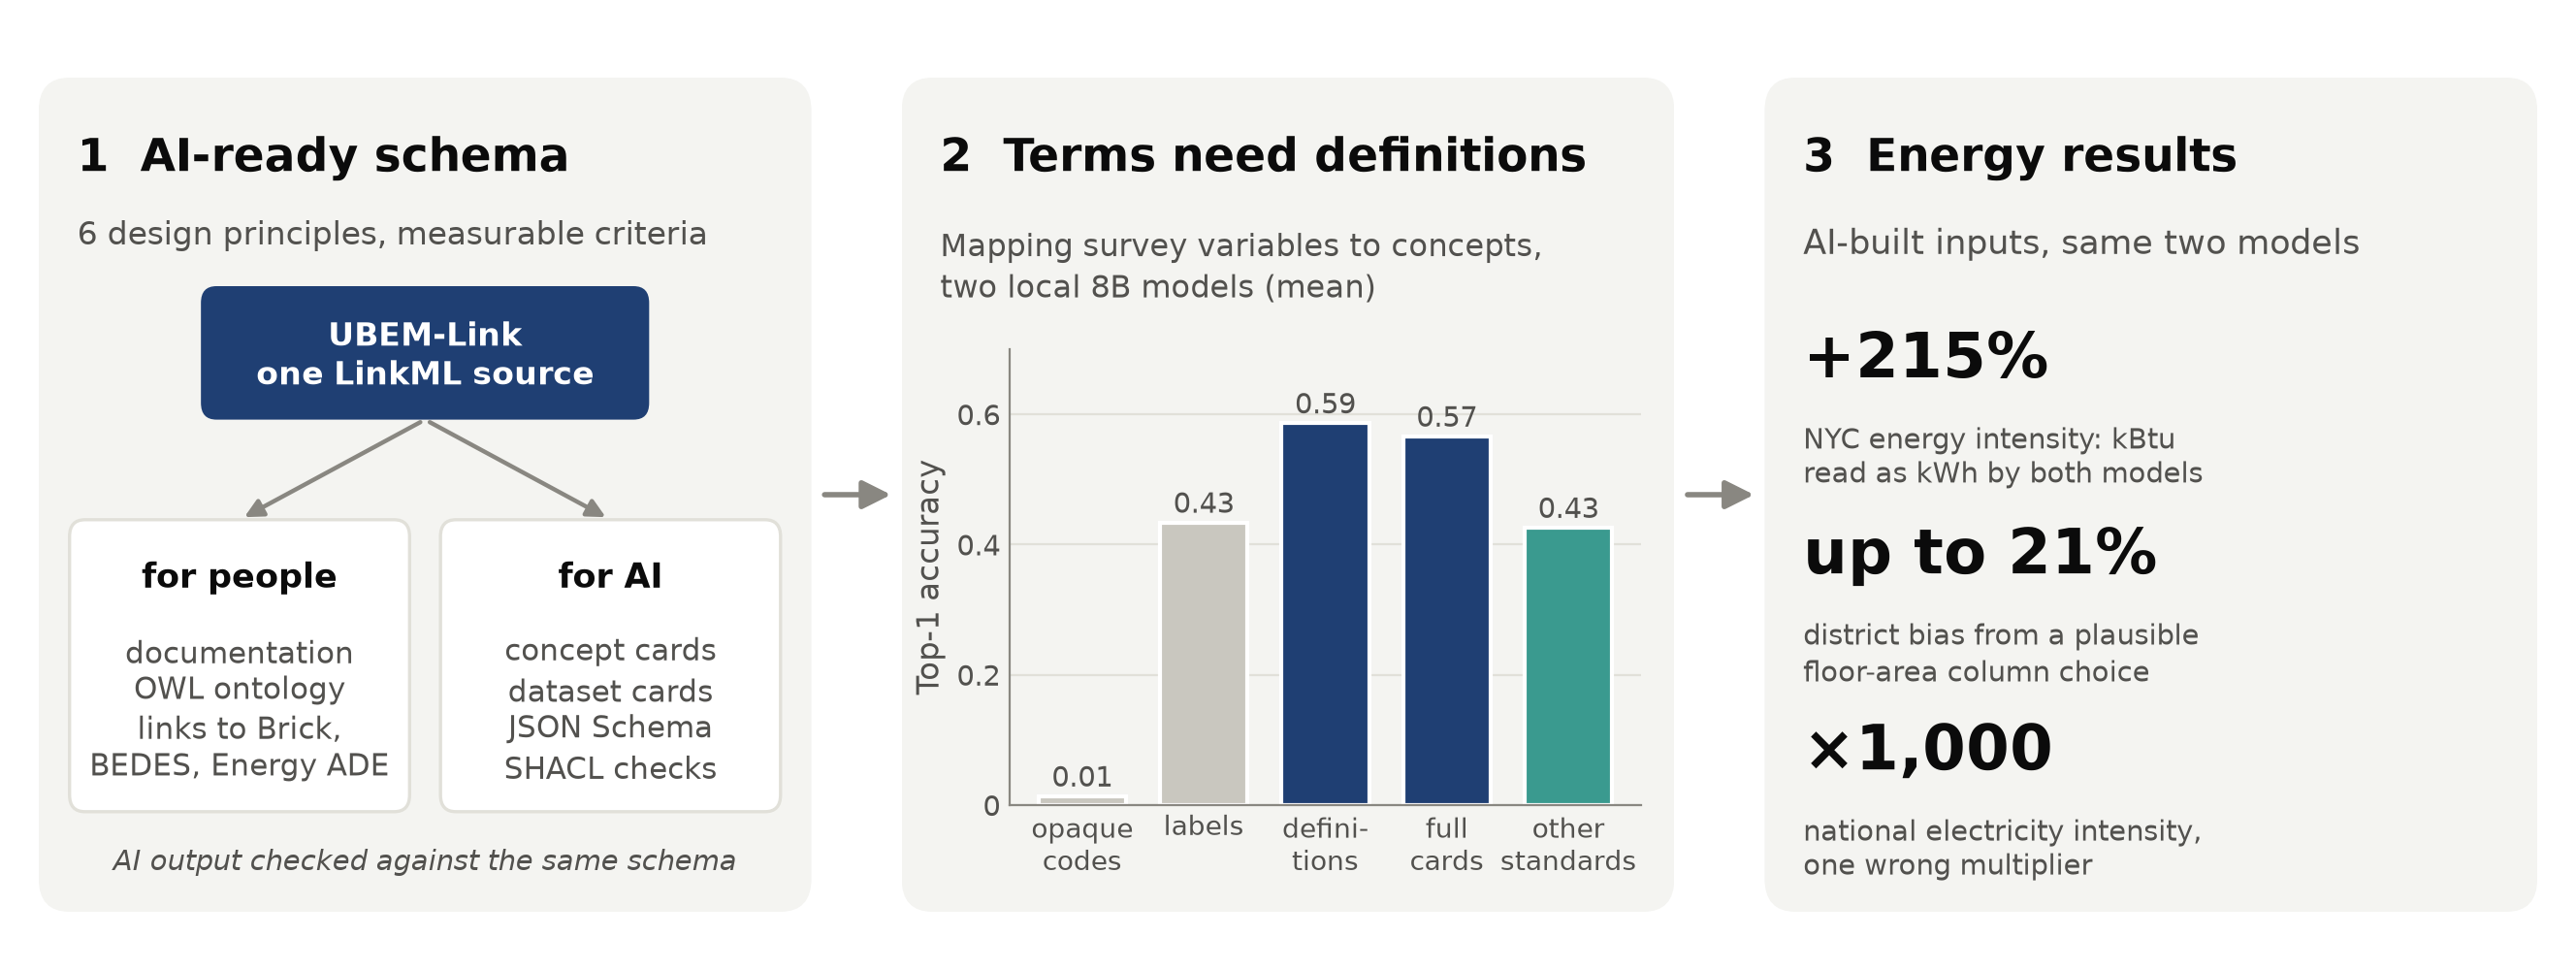 1 AI-ready schema
6 design principles, measurable criteria
UBEM-Link
one LinkML source
for people
documentation
OWL ontology
links to Brick,
BEDES, Energy ADE
for AI
concept cards
dataset cards
JSON Schema
SHACL checks
AI output checked against the same schema
2 Terms need definitions
Mapping survey variables to concepts,
two local 8B models (mean)
Top-1 accuracy
0.6
0.4
0.2
0
0.01
0.43
0.59
0.57
0.43
opaque
codes
labels
defini-
tions
full
cards
other
standards
3 Energy results
AI-built inputs, same two models
+215%
NYC energy intensity: kBtu
read as kWh by both models
up to 21%
district bias from a plausible
floor-area column choice
×1,000
national electricity intensity,
one wrong multiplier